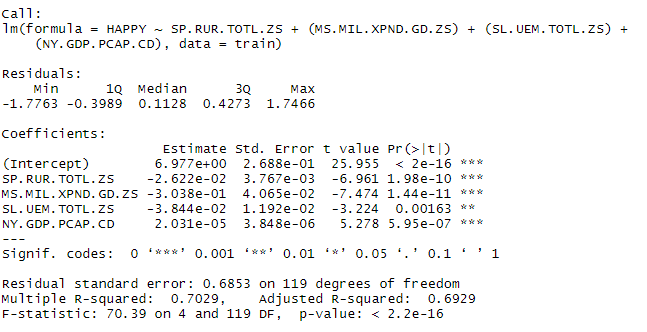 Call:
lm(formula = HAPPY ~ SP.RUR.TOTL.ZS + (MS.MIL.XPND.GD.ZS) + (SL.UEM.TOTL.ZS) +
    (NY.GDP.PCAP.CD), data = train)

Residuals:
    Min      1Q  Median      3Q     Max
-1.7763 -0.3989  0.1128  0.4273  1.7466

Coefficients:
                    Estimate Std. Error t value Pr(>|t|)
(Intercept)        6.977e+00  2.688e-01  25.955  < 2e-16 ***
SP.RUR.TOTL.ZS    -2.622e-02  3.767e-03  -6.961 1.98e-10 ***
MS.MIL.XPND.GD.ZS -3.038e-01  4.065e-02  -7.474 1.44e-11 ***
SL.UEM.TOTL.ZS    -3.844e-02  1.192e-02  -3.224  0.00163 **
NY.GDP.PCAP.CD     2.031e-05  3.848e-06   5.278 5.95e-07 ***
---
Signif. codes:  0 ‘***’ 0.001 ‘**’ 0.01 ‘*’ 0.05 ‘.’ 0.1 ‘ ’ 1

Residual standard error: 0.6853 on 119 degrees of freedom
Multiple R-squared:  0.7029,    Adjusted R-squared:  0.6929
F-statistic: 70.39 on 4 and 119 DF,  p-value: < 2.2e-16